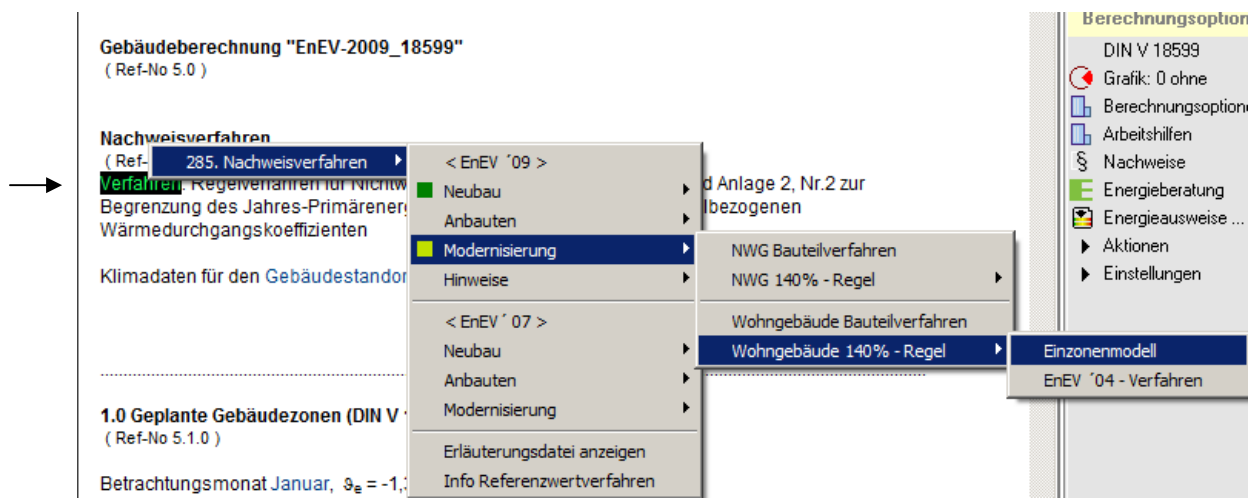 Gebäudeberechnung "EnEV-2009_18599"
( Ref-No 5.0 )
Nachweisverfahren
( Ref-
Verfahren: Regelverfahren für Nichtw
d Anlage 2, Nr.2 zur
Begrenzung des Jahres-Primärenerg
lbezogenen
Wärmedurchgangskoeffizienten
Klimadaten für den Gebäudestandor
1.0 Geplante Gebäudezonen (DIN V
( Ref-No 5.1.0 )
Betrachtungsmonat Januar, ϑe = -1,
285. Nachweisverfahren
< EnEV ´09 >
Neubau
Anbauten
Modernisierung
Hinweise
< EnEV ´ 07 >
Neubau
Anbauten
Modernisierung
Erläuterungsdatei anzeigen
Info Referenzwertverfahren
NWG Bauteilverfahren
NWG 140% - Regel
Wohngebäude Bauteilverfahren
Wohngebäude 140% - Regel
Einzonenmodell
EnEV ´04 - Verfahren
Berechnungsoption
DIN V 18599
Grafik: 0 ohne
Berechnungsoptione
Arbeitshilfen
§ Nachweise
Energieberatung
Energieausweise ...
Aktionen
Einstellungen